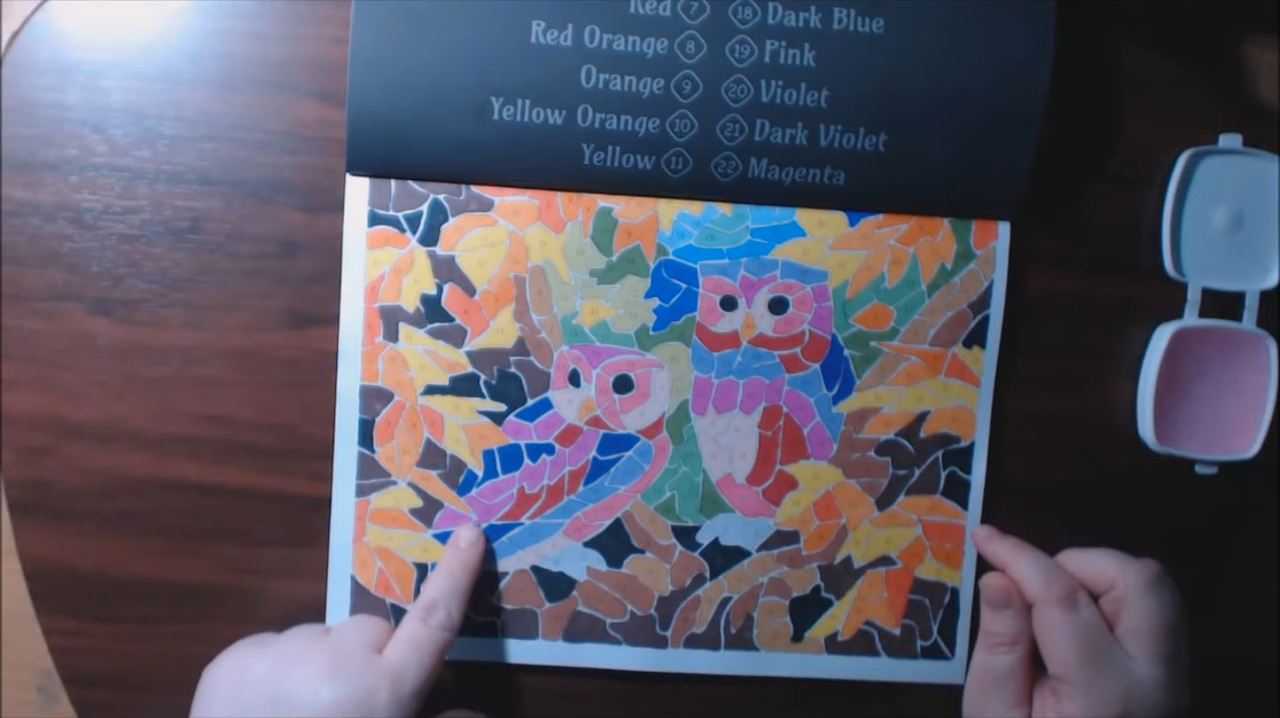 Red 7 18 Dark Blue
Red Orange 8 19 Pink
Orange 9 20 Violet
Yellow Orange 10 21 Dark Violet
Yellow 11 22 Magenta